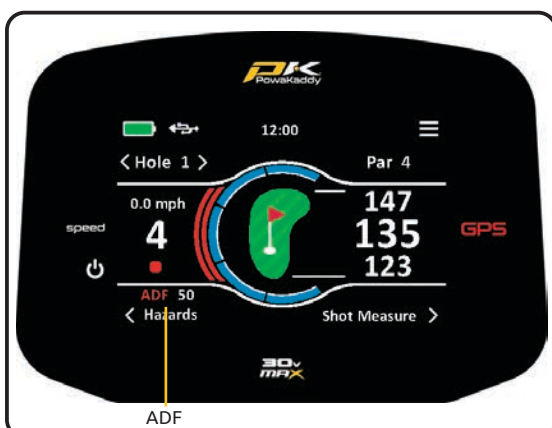 PK
PowaKaddy
12:00
< Hole 1 >
Par 4
0.0 mph
147
speed
4
135
GPS
123
ADF 50
< Hazards
Shot Measure >
30v
MAX
ADF